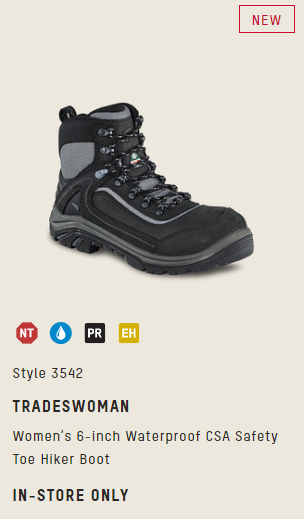 NEW
NT PR EH
Style 3542
TRADESWOMAN
Women's 6-inch Waterproof CSA Safety
Toe Hiker Boot
IN-STORE ONLY